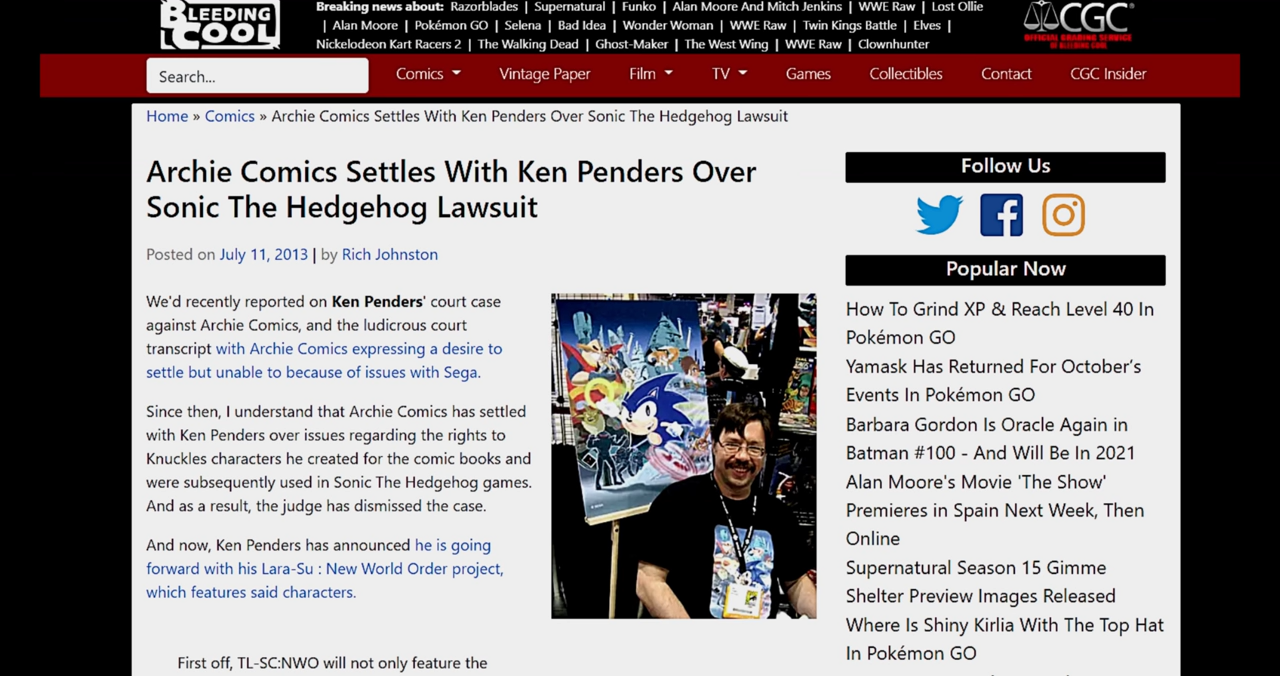 BLEEDING
COOL
Breaking news about: Razorblades | Supernatural | Funko | Alan Moore And Mitch Jenkins | WWE Raw | Lost Ollie
| Alan Moore | Pokémon GO | Selena | Bad Idea | Wonder Woman | WWE Raw | Twin Kings Battle | Elves |
Nickelodeon Kart Racers 2 | The Walking Dead | Ghost-Maker | The West Wing | WWE Raw | Clownhunter
CGC
OFFICIAL GRADING SERVICE
OF BLEEDING COOL
Search...
Comics
Vintage Paper
Film
TV
Games
Collectibles
Contact
CGC Insider
Home » Comics » Archie Comics Settles With Ken Penders Over Sonic The Hedgehog Lawsuit
Archie Comics Settles With Ken Penders Over
Sonic The Hedgehog Lawsuit
Posted on July 11, 2013 | by Rich Johnston
We'd recently reported on Ken Penders' court case
against Archie Comics, and the ludicrous court
transcript with Archie Comics expressing a desire to
settle but unable to because of issues with Sega.
Since then, I understand that Archie Comics has settled
with Ken Penders over issues regarding the rights to
Knuckles characters he created for the comic books and
were subsequently used in Sonic The Hedgehog games.
And as a result, the judge has dismissed the case.
And now, Ken Penders has announced he is going
forward with his Lara-Su : New World Order project,
which features said characters.
First off, TL-SC:NWO will not only feature the
Follow Us
Popular Now
How To Grind XP & Reach Level 40 In
Pokémon GO
Yamask Has Returned For October's
Events In Pokémon GO
Barbara Gordon Is Oracle Again in
Batman #100 - And Will Be In 2021
Alan Moore's Movie 'The Show'
Premieres in Spain Next Week, Then
Online
Supernatural Season 15 Gimme
Shelter Preview Images Released
Where Is Shiny Kirlia With The Top Hat
In Pokémon GO